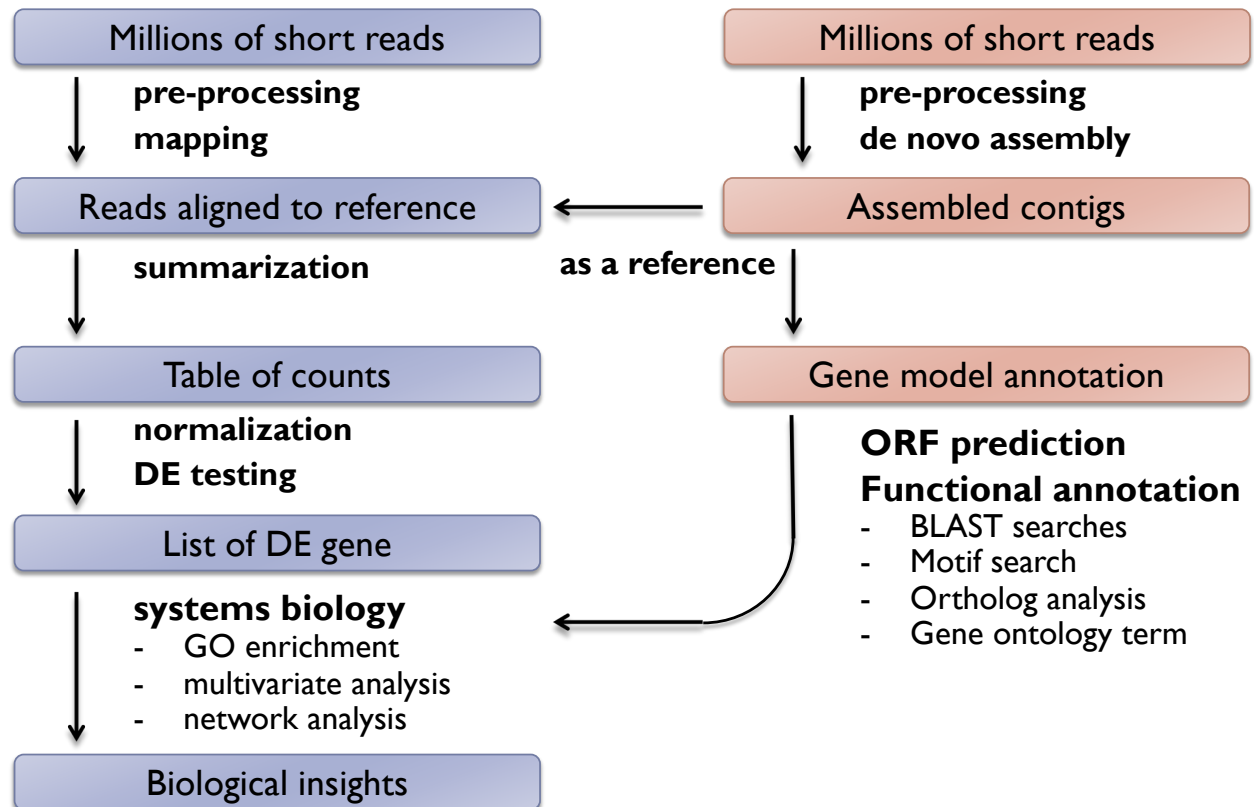 Millions of short reads
pre-processing
mapping
Reads aligned to reference
summarization
Table of counts
normalization
DE testing
List of DE gene
systems biology
- GO enrichment
- multivariate analysis
- network analysis
Biological insights
Millions of short reads
pre-processing
de novo assembly
Assembled contigs
as a reference
Gene model annotation
ORF prediction
Functional annotation
- BLAST searches
- Motif search
- Ortholog analysis
- Gene ontology term